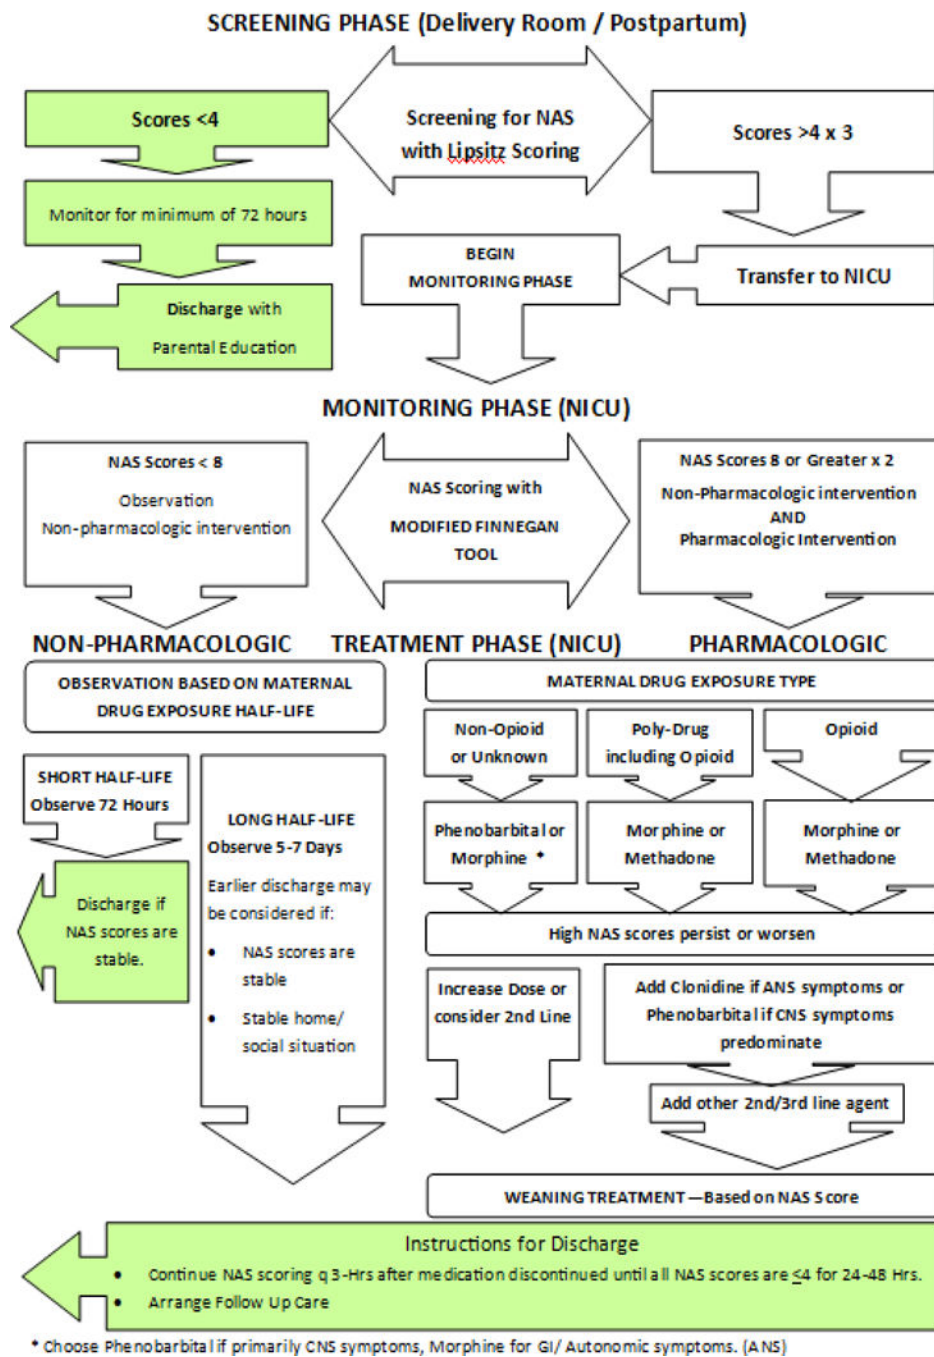 SCREENING PHASE (Delivery Room / Postpartum)
Scores <4
Screening for NAS
with Lipsitz Scoring
Scores >4 x 3
Monitor for minimum of 72 hours
BEGIN
MONITORING PHASE
Transfer to NICU
Discharge with
Parental Education
MONITORING PHASE (NICU)
NAS Scores < 8
Observation
Non-pharmacologic intervention
NAS Scoring with
MODIFIED FINNEGAN
TOOL
NAS Scores 8 or Greater x 2
Non-Pharmacologic intervention
AND
Pharmacologic Intervention
NON-PHARMACOLOGIC
TREATMENT PHASE (NICU)
PHARMACOLOGIC
OBSERVATION BASED ON MATERNAL
DRUG EXPOSURE HALF-LIFE
MATERNAL DRUG EXPOSURE TYPE
Non-Opioid
or Unknown
Poly-Drug
including Opioid
Opioid
SHORT HALF-LIFE
Observe 72 Hours
LONG HALF-LIFE
Observe 5-7 Days
Earlier discharge may
be considered if:
• NAS scores are
stable
• Stable home/
social situation
Phenobarbital or
Morphine *
Morphine or
Methadone
Morphine or
Methadone
Discharge if
NAS scores are
stable.
High NAS scores persist or worsen
Increase Dose or
consider 2nd Line
Add Clonidine if ANS symptoms or
Phenobarbital if CNS symptoms
predominate
Add other 2nd/3rd line agent
WEANING TREATMENT —Based on NAS Score
Instructions for Discharge
• Continue NAS scoring q 3-Hrs after medication discontinued until all NAS scores are ≤4 for 24-48 Hrs.
• Arrange Follow Up Care
* Choose Phenobarbital if primarily CNS symptoms, Morphine for GI/ Autonomic symptoms. (ANS)